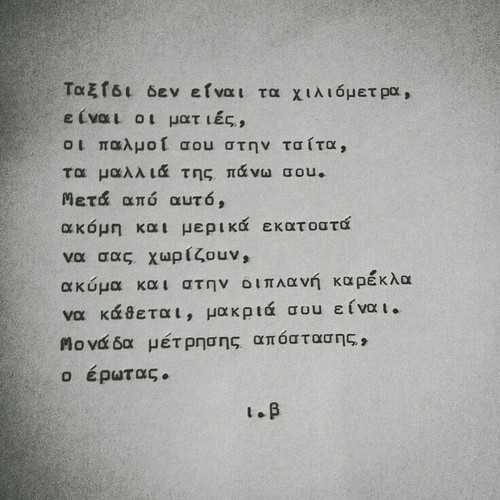 Ταξίδι δεν είναι τα χιλιόμετρα,
είναι οι ματιές,
οι παλμοί σου στην τσίτα,
τα μαλλιά της πάνω σου.
Μετά από αυτό,
ακόμη και μερικά εκατοστά
να σας χωρίζουν,
ακόμα και στην διπλανή καρέκλα
να κάθεται, μακριά σου είναι.
Μονάδα μέτρησης απόστασης,
ο έρωτας.
ι.β